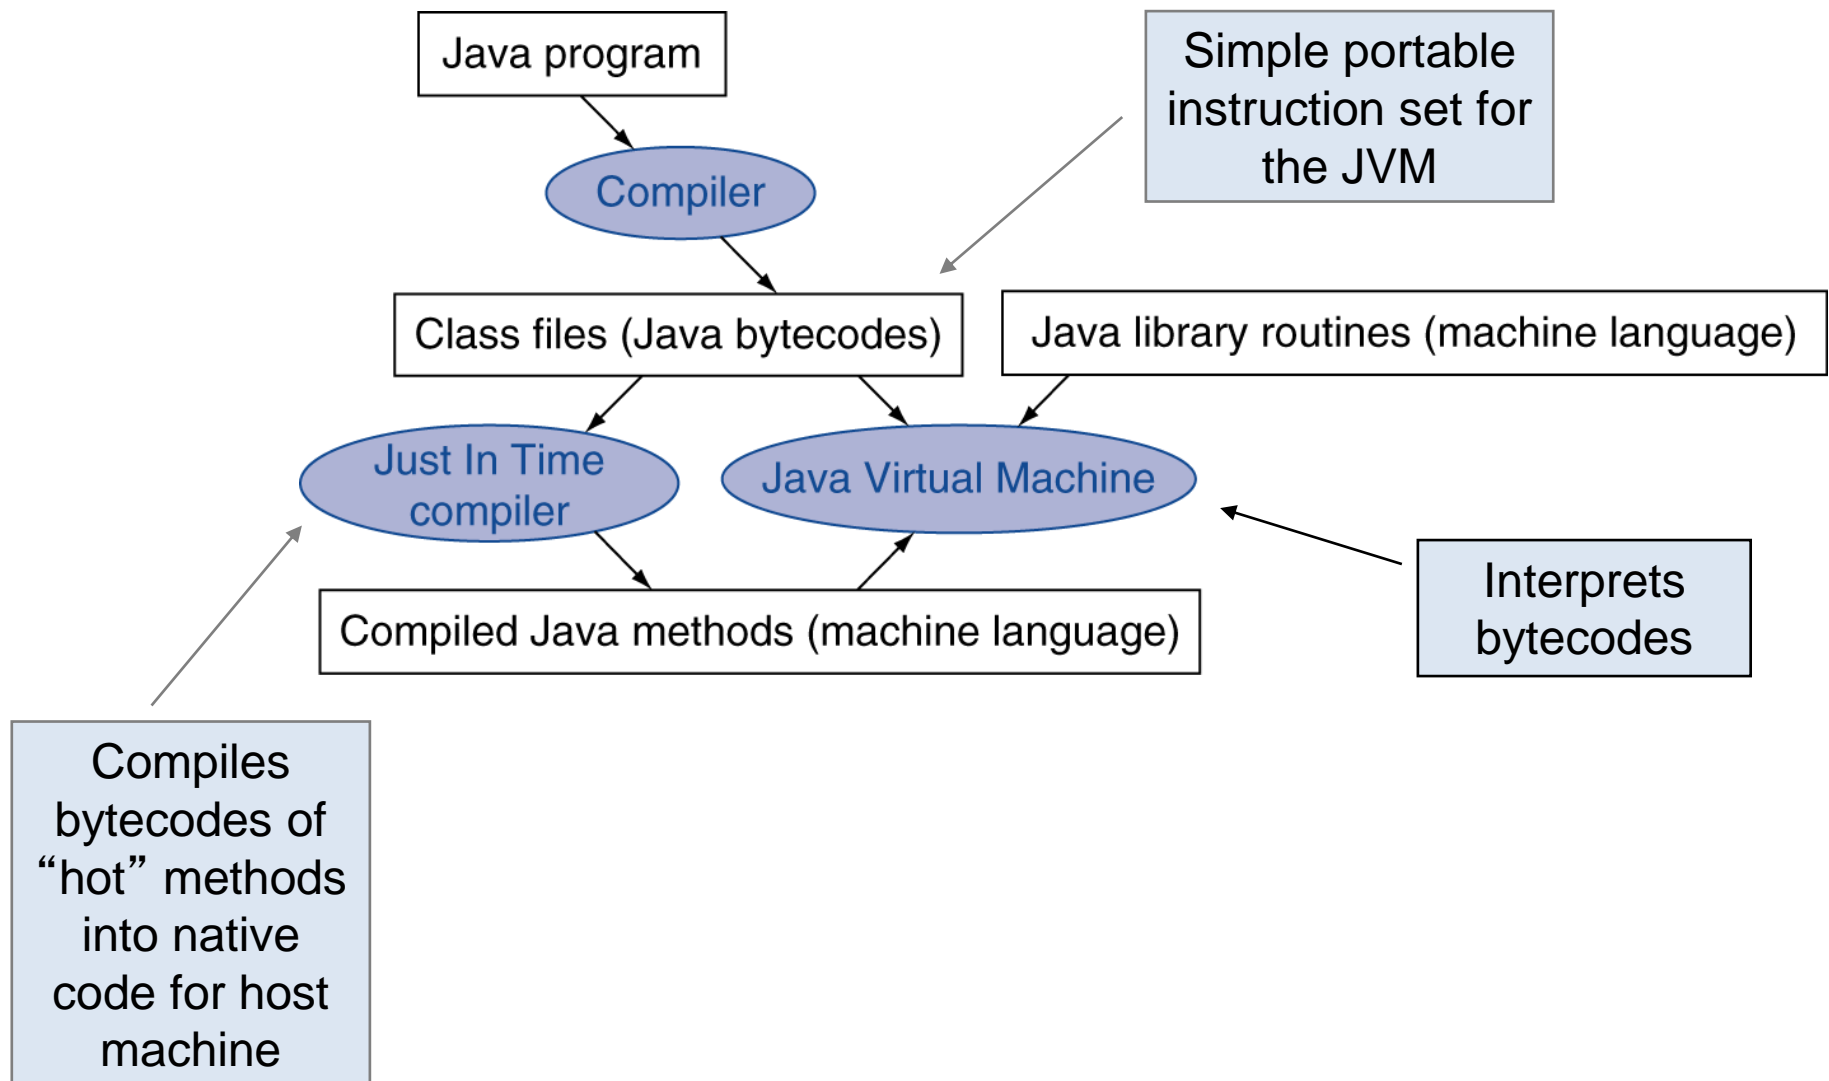 Java program
Simple portable
instruction set for
the JVM
Compiler
Class files (Java bytecodes)
Java library routines (machine language)
Just In Time
compiler
Java Virtual Machine
Interprets
bytecodes
Compiled Java methods (machine language)
Compiles
bytecodes of
“hot” methods
into native
code for host
machine